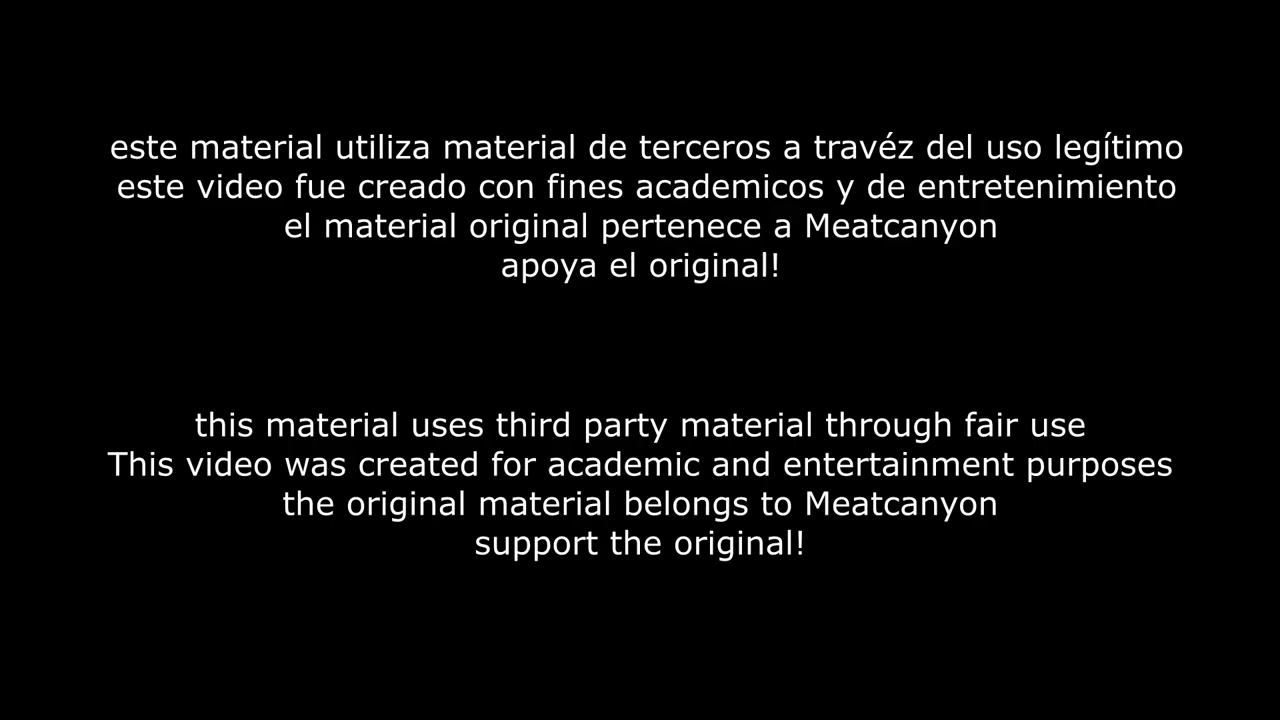 este material utiliza material de terceros a travéz del uso legítimo
este video fue creado con fines academicos y de entretenimiento
el material original pertenece a Meatcanyon
apoya el original!
this material uses third party material through fair use
This video was created for academic and entertainment purposes
the original material belongs to Meatcanyon
support the original!